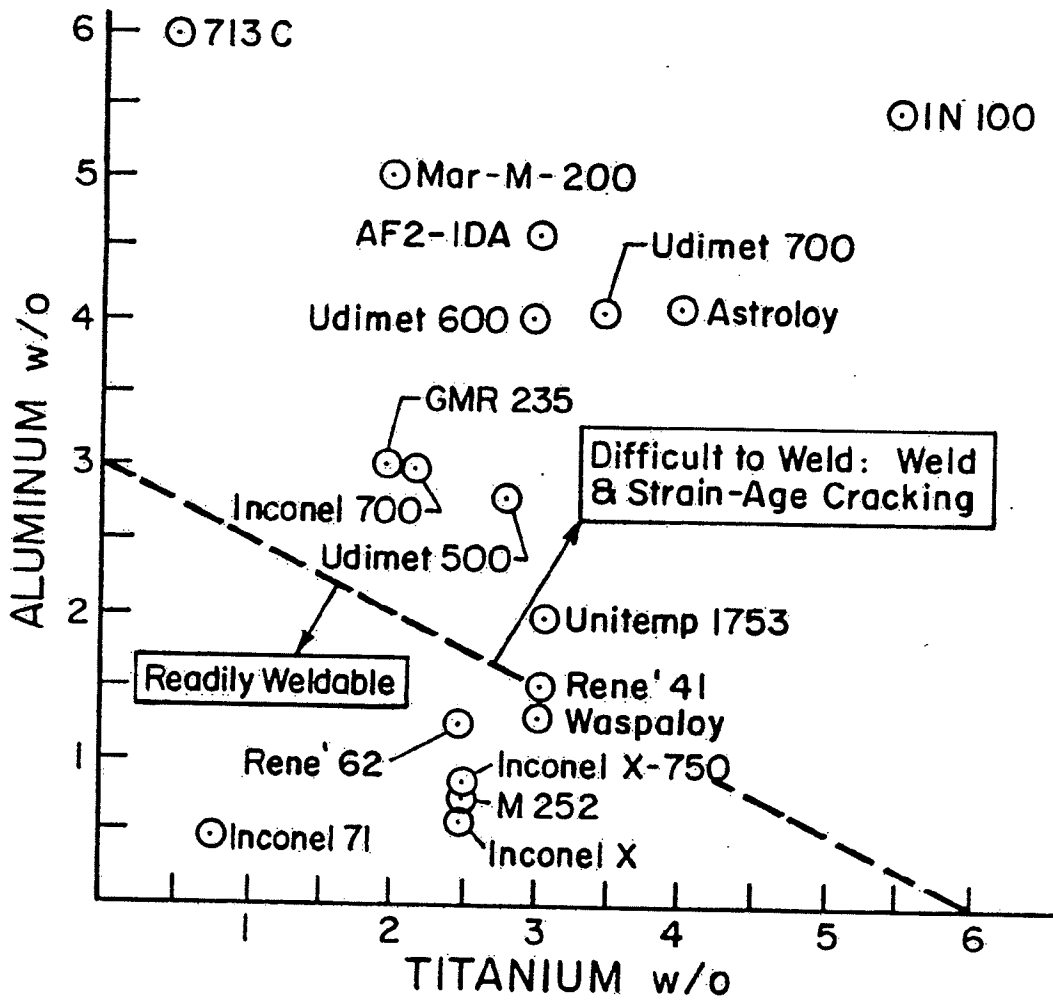 6
713 C
IN 100
5
Mar-M-200
AF2-1DA
Udimet 700
4
Udimet 600
Astroloy
GMR 235
3
Difficult to Weld: Weld
& Strain-Age Cracking
Inconel 700
Udimet 500
2
Unitemp 1753
Readily Weldable
Rene' 41
Waspaloy
Rene' 62
1
Inconel X-750
M 252
Inconel 71
Inconel X
1 2 3 4 5 6
TITANIUM w/o
ALUMINUM w/o